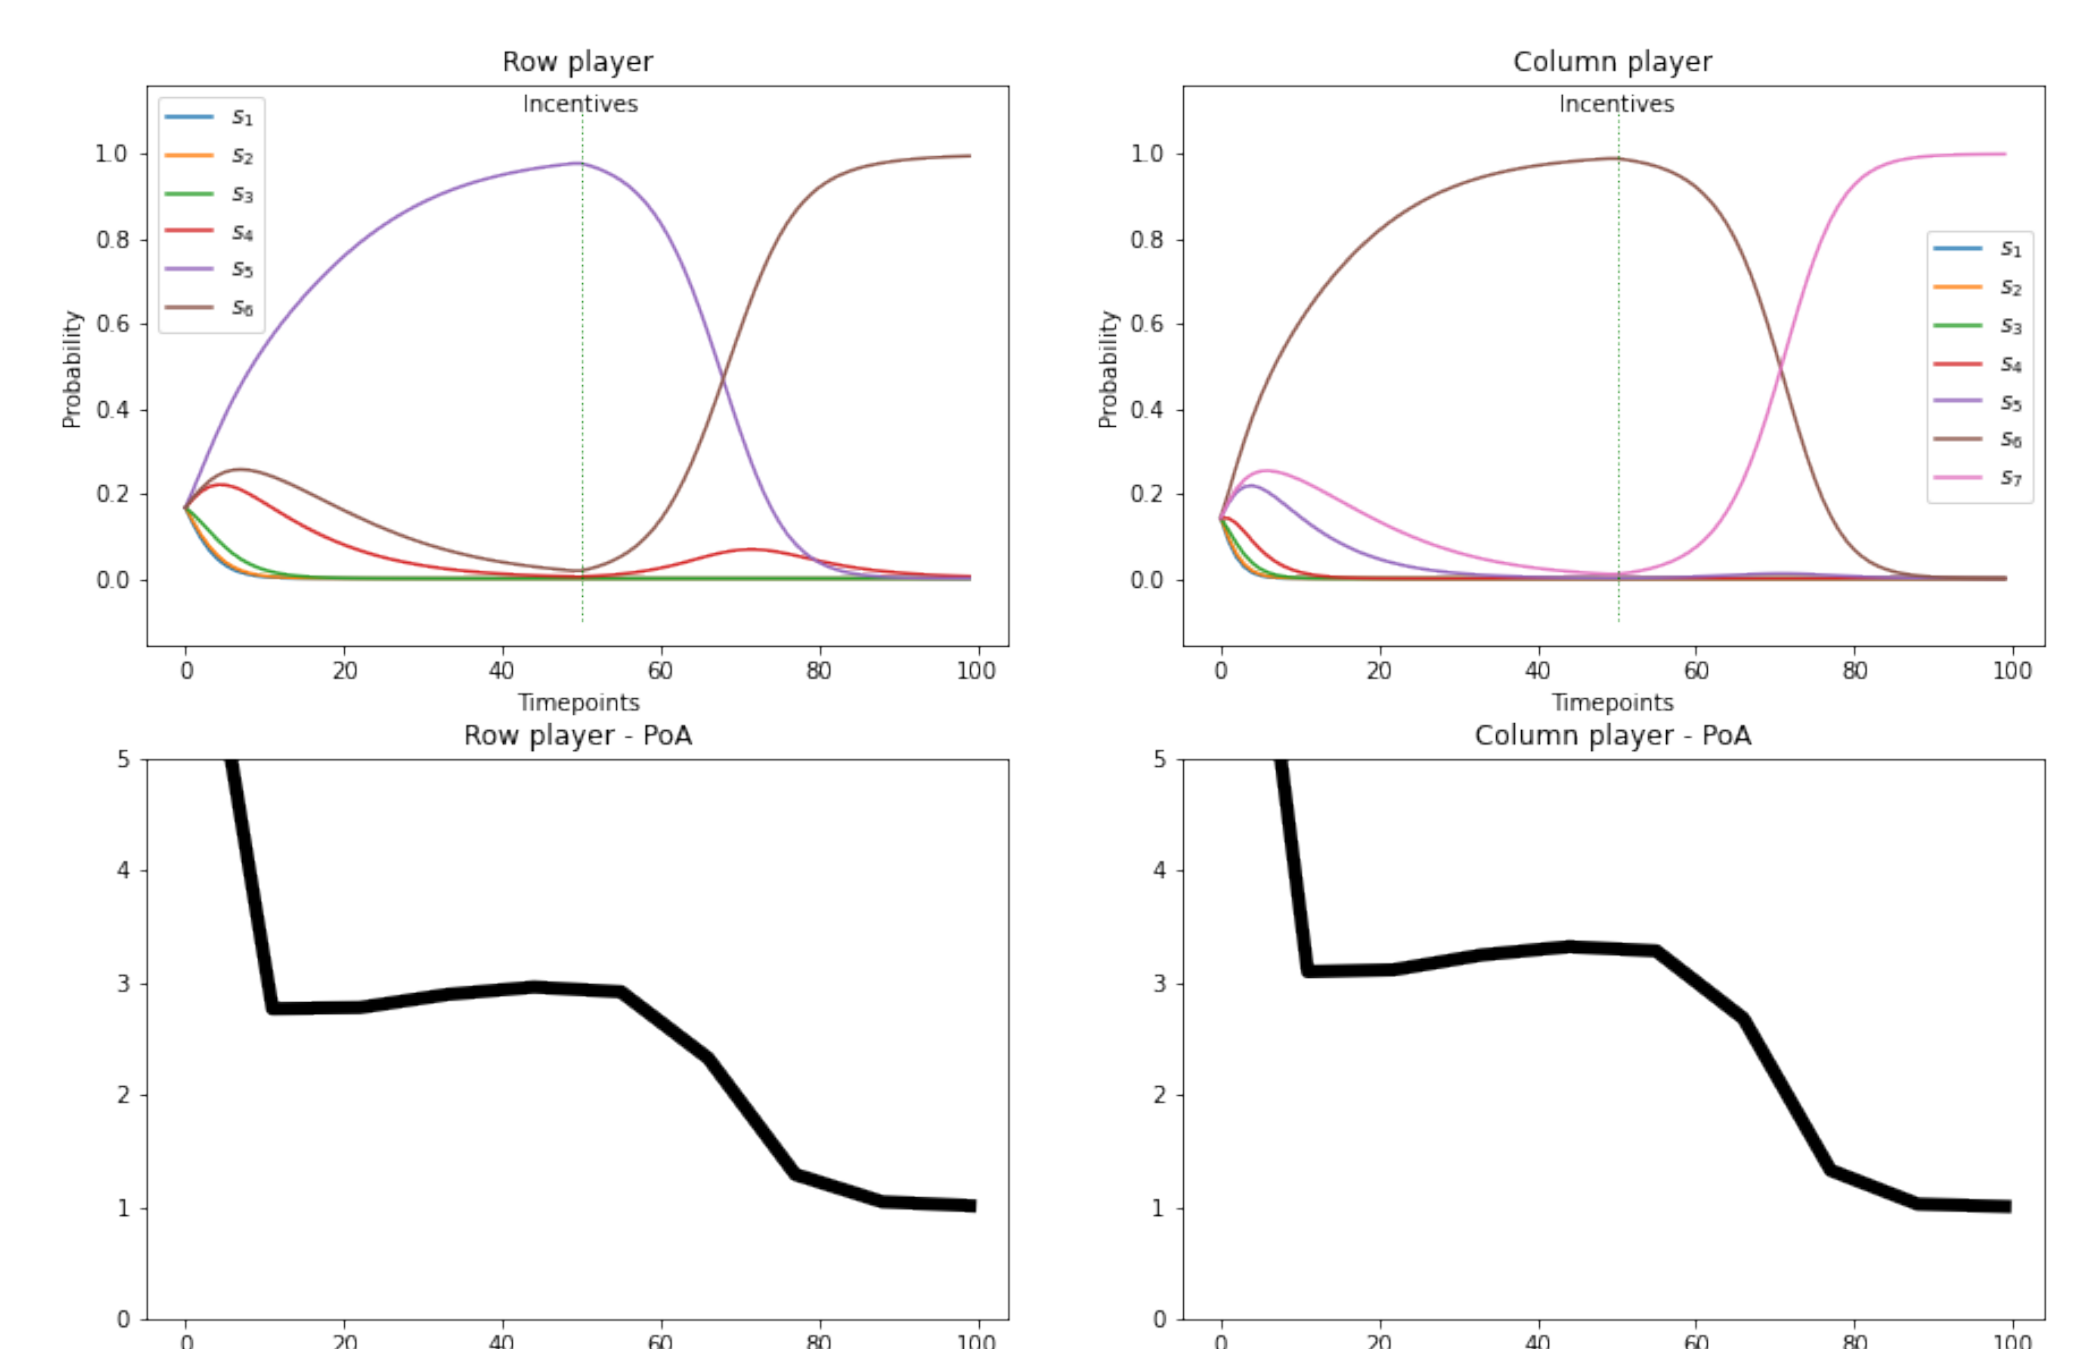 Row player
Incentives
s1
s2
s3
s4
s5
s6
1.0
0.8
0.6
0.4
0.2
0.0
Probability
0 20 40 60 80 100
Timepoints
Column player
Incentives
1.0
0.8
0.6
0.4
0.2
0.0
Probability
s1
s2
s3
s4
s5
s6
s7
0 20 40 60 80 100
Timepoints
Row player - PoA
5
4
3
2
1
0
0 20 40 60 80 100
Column player - PoA
5
4
3
2
1
0
0 20 40 60 80 100